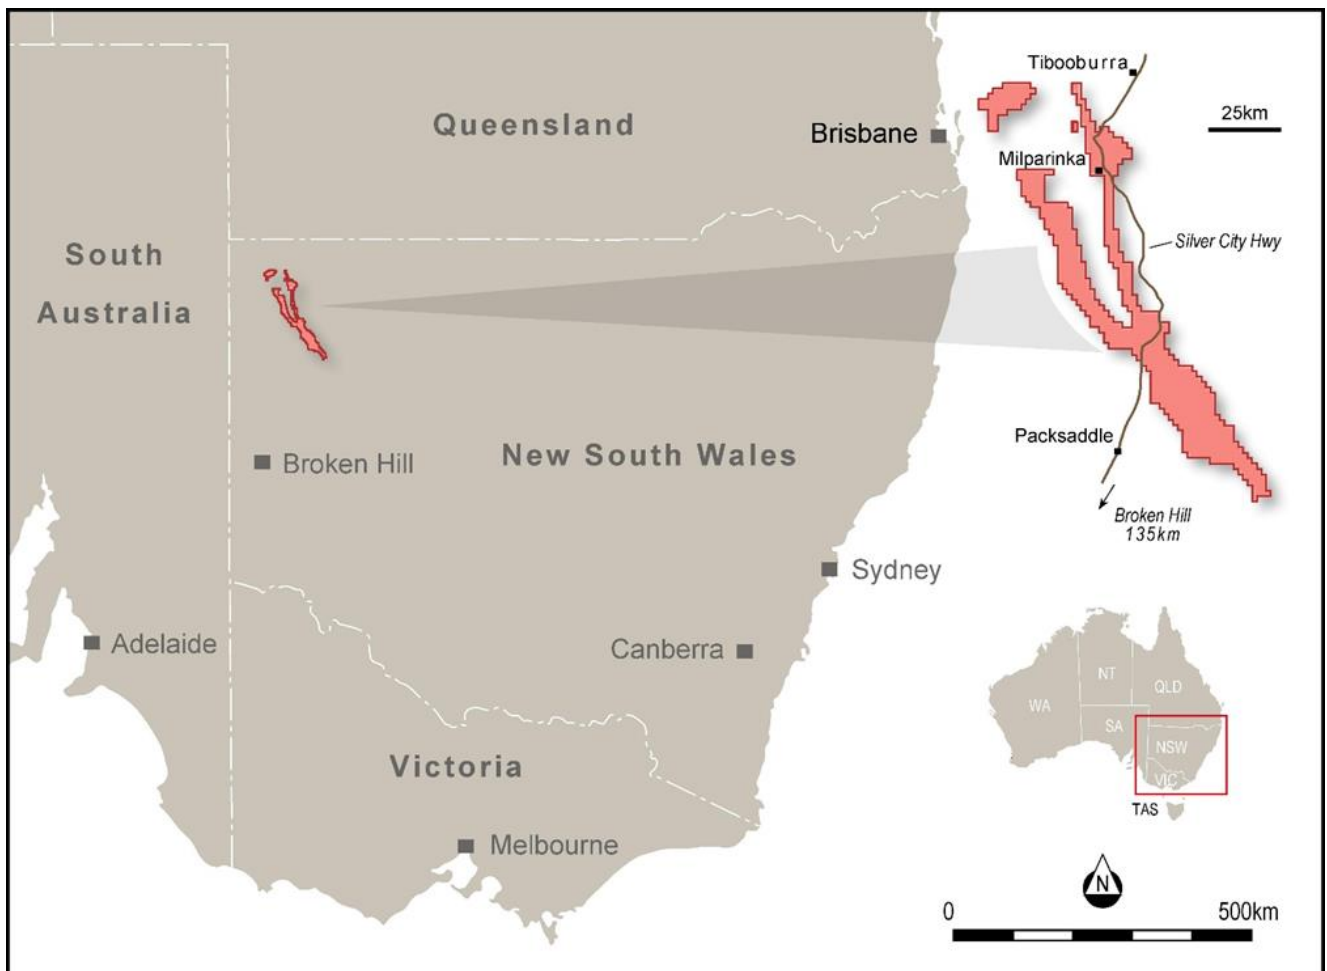 Tibooburra
25km
Queensland
Brisbane
Milparinka
South
Australia
Silver City Hwy
Packsaddle
New South Wales
Broken Hill
Broken Hill
135km
Sydney
Adelaide
Canberra
NT
QLD
WA
SA
NSW
VIC
TAS
Victoria
Melbourne
N
0
500km